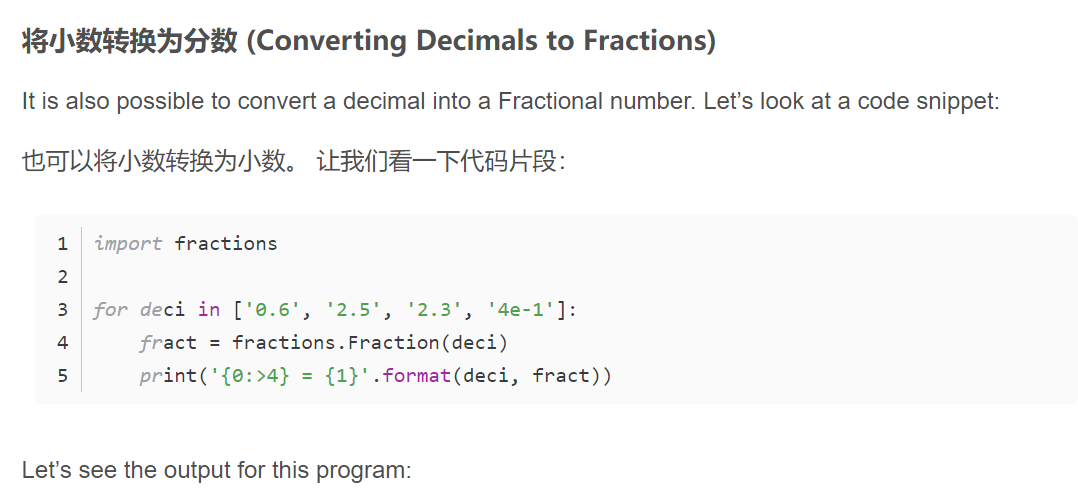 将小数转换为分数 (Converting Decimals to Fractions)
It is also possible to convert a decimal into a Fractional number. Let’s look at a code snippet:
也可以将小数转换为小数。 让我们看一下代码片段：
1 import fractions
2
3 for deci in ['0.6', '2.5', '2.3', '4e-1']:
4     fract = fractions.Fraction(deci)
5     print('{0:>4} = {1}'.format(deci, fract))
Let’s see the output for this program: